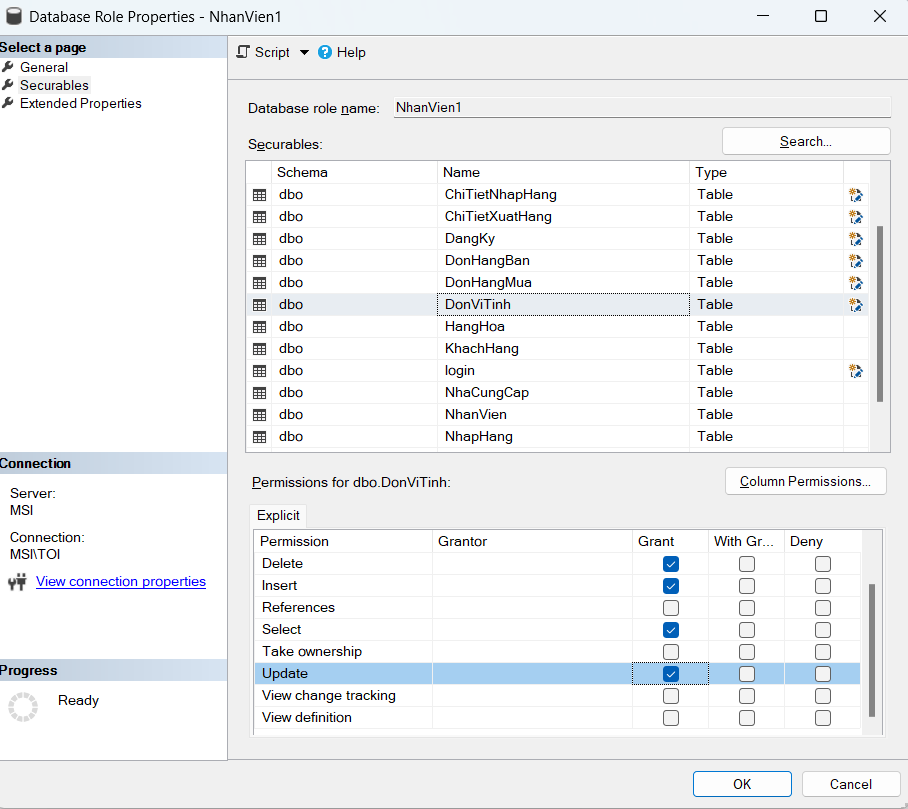 Database Role Properties - NhanVien1
Select a page
General
Securables
Extended Properties
Script Help
Database role name: NhanVien1
Securables: Search...
Schema Name Type
dbo ChiTietNhapHang Table
dbo ChiTietXuatHang Table
dbo DangKy Table
dbo DonHangBan Table
dbo DonHangMua Table
dbo DonViTinh Table
dbo HangHoa Table
dbo KhachHang Table
dbo login Table
dbo NhaCungCap Table
dbo NhanVien Table
dbo NhapHang Table
Connection
Server:
MSI
Connection:
MSI\TOI
View connection properties
Progress
Ready
Permissions for dbo.DonViTinh: Column Permissions...
Explicit
Permission Grantor Grant With Gr... Deny
Delete
Insert
References
Select
Take ownership
Update
View change tracking
View definition
OK Cancel